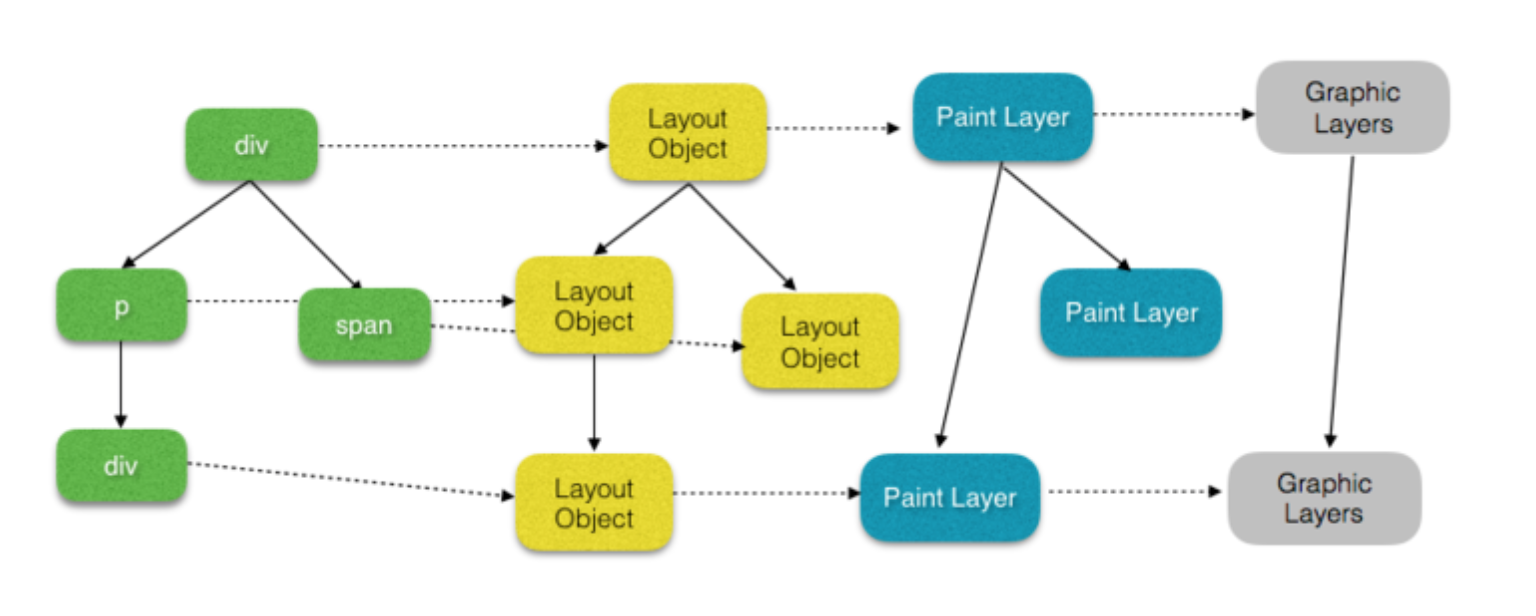 div
Layout
Object
Paint Layer
Graphic
Layers
p
span
Layout
Object
Layout
Object
Paint Layer
div
Layout
Object
Paint Layer
Graphic
Layers